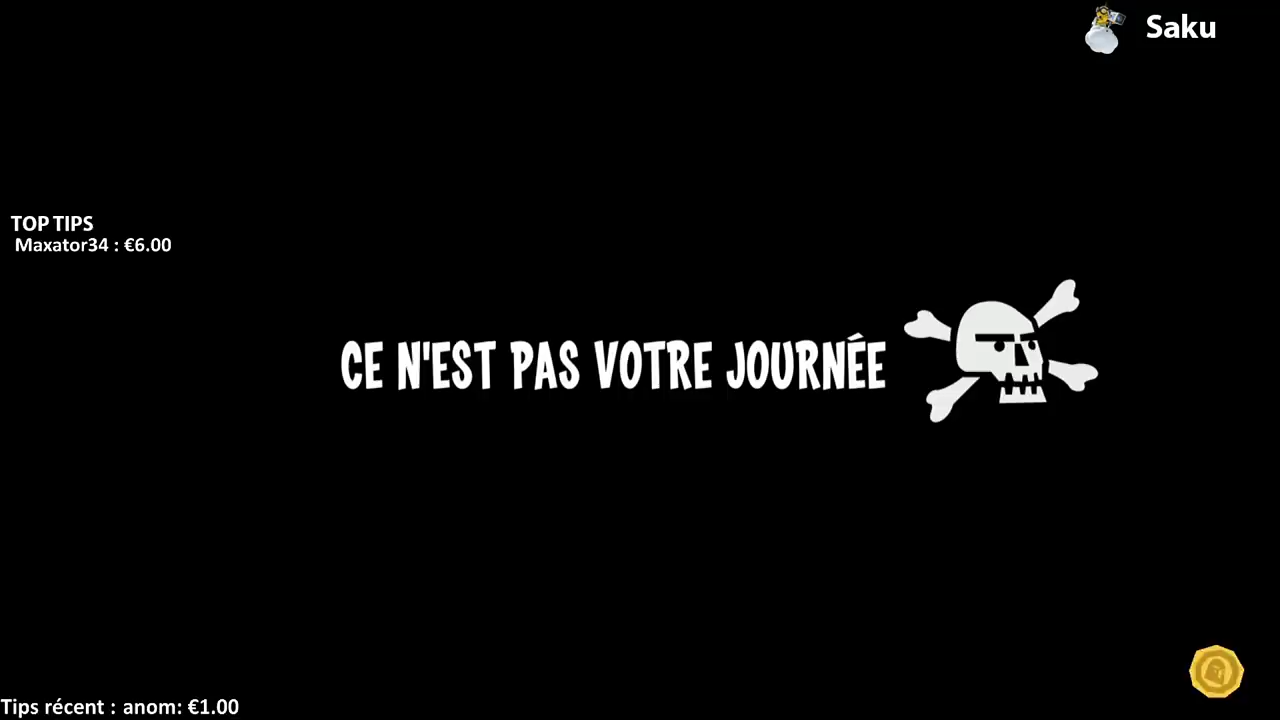 Saku
TOP TIPS
Maxator34 : €6.00
CE N'EST PAS VOTRE JOURNÉE
Tips récent : anom: €1.00